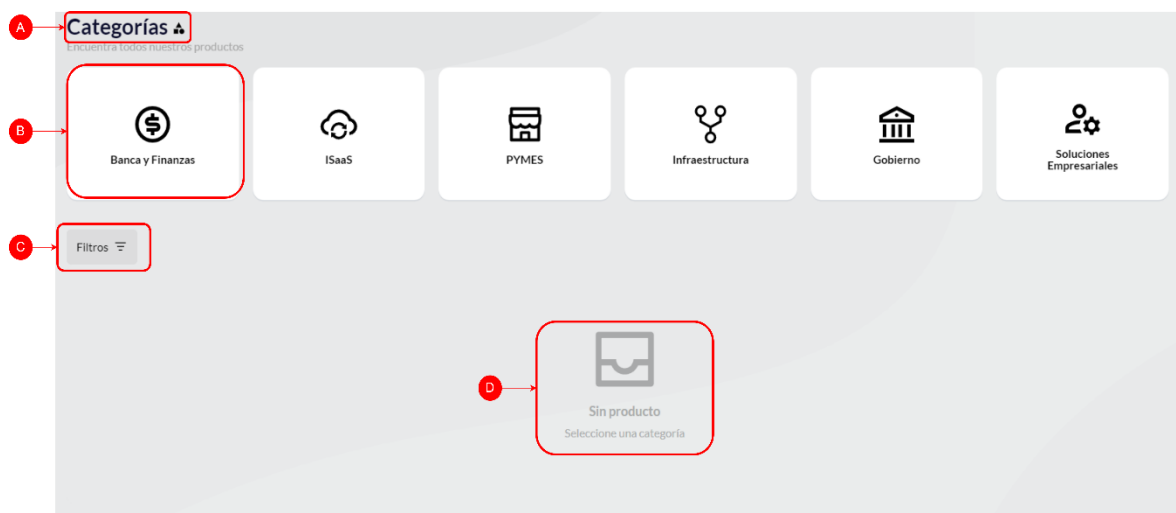 A
Categorías
Encuentra todos nuestros productos
B
Banca y Finanzas
ISaaS
PYMES
Infraestructura
Gobierno
Soluciones
Empresariales
C
Filtros
D
Sin producto
Seleccione una categoría